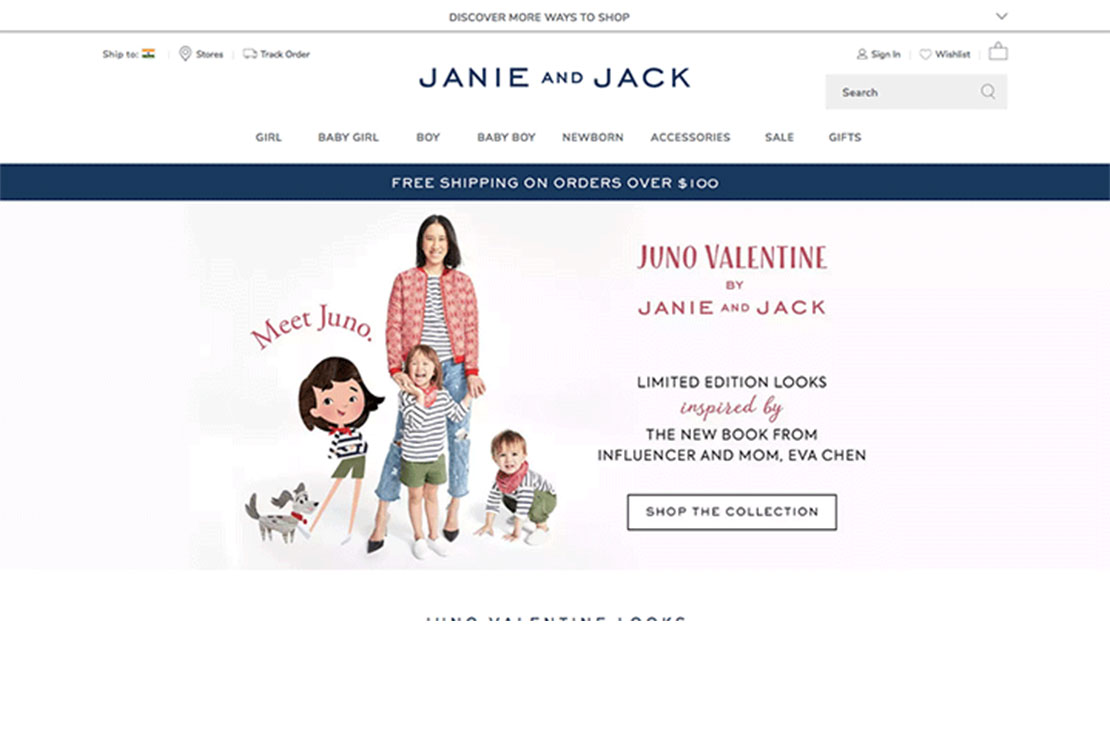 DISCOVER MORE WAYS TO SHOP
Ship to:
Stores
Track Order
Sign In
Wishlist
JANIE AND JACK
Search
GIRL
BABY GIRL
BOY
BABY BOY
NEWBORN
ACCESSORIES
SALE
GIFTS
FREE SHIPPING ON ORDERS OVER $100
Meet Juno.
JUNO VALENTINE
BY
JANIE AND JACK
LIMITED EDITION LOOKS
inspired by
THE NEW BOOK FROM
INFLUENCER AND MOM, EVA CHEN
SHOP THE COLLECTION
JUNO VALENTINE LOOKS